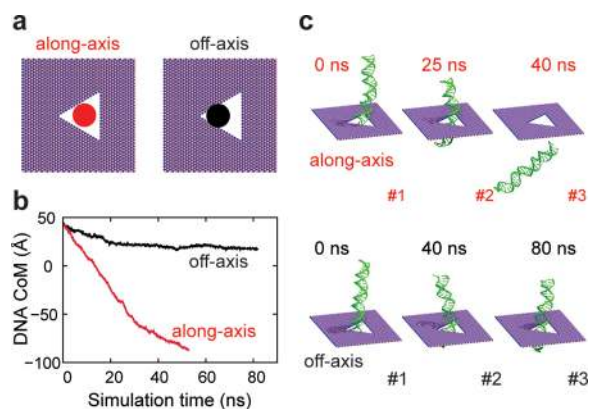 a
along-axis
off-axis
b
DNA CoM (Å)
50
0
−50
−100
off-axis
along-axis
0
20
40
60
80
Simulation time (ns)
c
0 ns
25 ns
40 ns
along-axis
#1
#2
#3
0 ns
40 ns
80 ns
off-axis
#1
#2
#3